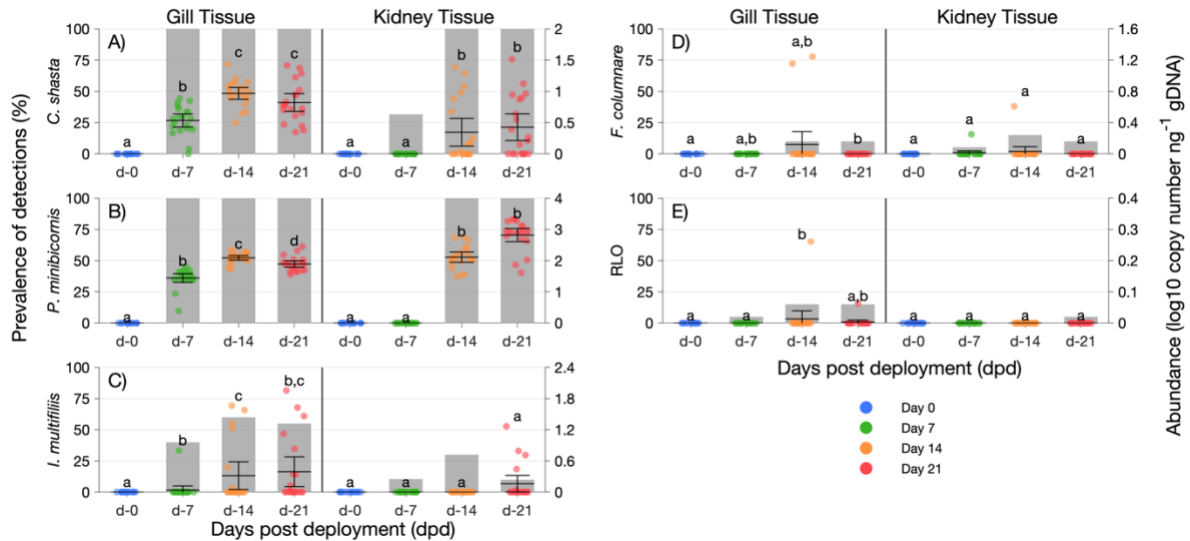 Gill Tissue Kidney Tissue
A)
C. shasta
100 75 50 25 0
a b c c a b b
2 1.5 1 0.5 0
d-0 d-7 d-14 d-21 d-0 d-7 d-14 d-21
B)
P. minibicornis
100 75 50 25 0
a b c d a a b b
4 3 2 1 0
d-0 d-7 d-14 d-21 d-0 d-7 d-14 d-21
C)
I. multifiliis
100 75 50 25 0
a b c b,c a a a a
2.4 1.8 1.2 0.6 0
d-0 d-7 d-14 d-21 d-0 d-7 d-14 d-21
Prevalence of detections (%)
Days post deployment (dpd)
Gill Tissue Kidney Tissue
D)
F. columnare
100 75 50 25 0
a a,b a,b b a a a a
1.6 1.2 0.8 0.4 0
d-0 d-7 d-14 d-21 d-0 d-7 d-14 d-21
E)
RLO
100 75 50 25 0
a a b a,b a a a a
0.4 0.3 0.2 0.1 0
d-0 d-7 d-14 d-21 d-0 d-7 d-14 d-21
Days post deployment (dpd)
Abundance (log10 copy number ng⁻¹ gDNA)
Day 0
Day 7
Day 14
Day 21